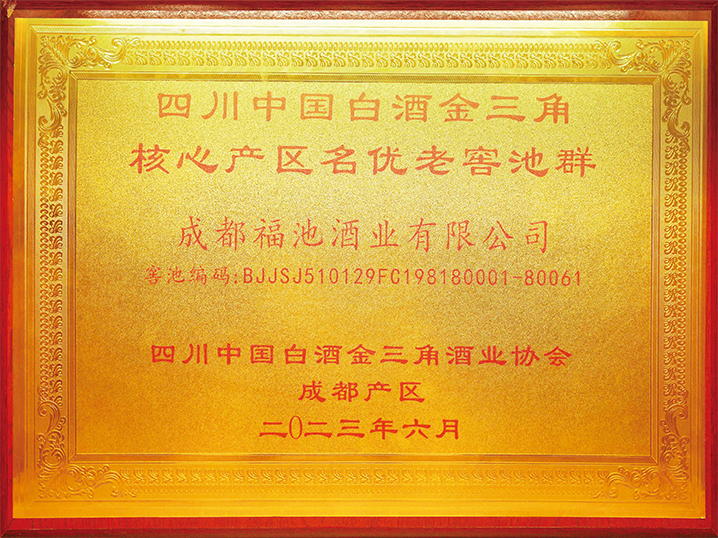 四川中国白酒金三角
核心产区名优老窖池群
成都福池酒业有限公司
窖池编码:BJJSJ510129FC198180001-80061
四川中国白酒金三角酒业协会
成都产区
二〇二三年六月